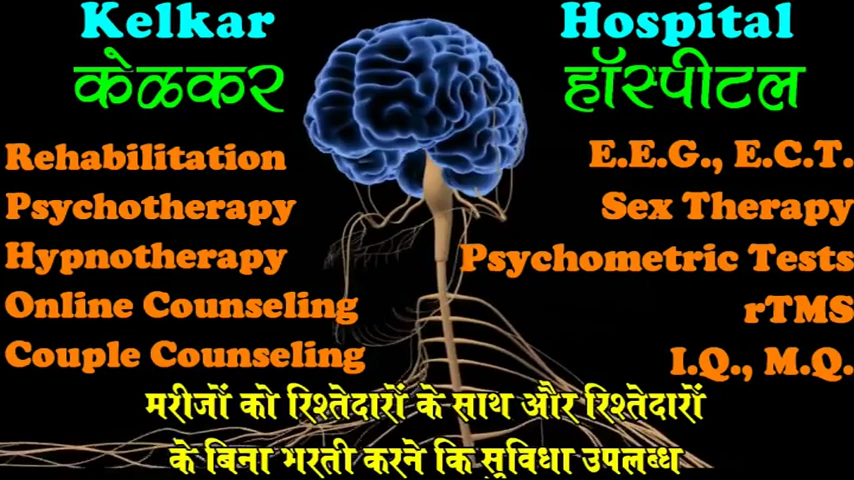 Kelkar Hospital
केळकर हॉस्पीटल
Rehabilitation
Psychotherapy
Hypnotherapy
Online Counseling
Couple Counseling
E.E.G., E.C.T.
Sex Therapy
Psychometric Tests
rTMS
I.Q., M.Q.
मरीजों को रिश्तेदारों के साथ और रिश्तेदारों
के बिना भरती करने कि सुविधा उपलब्ध